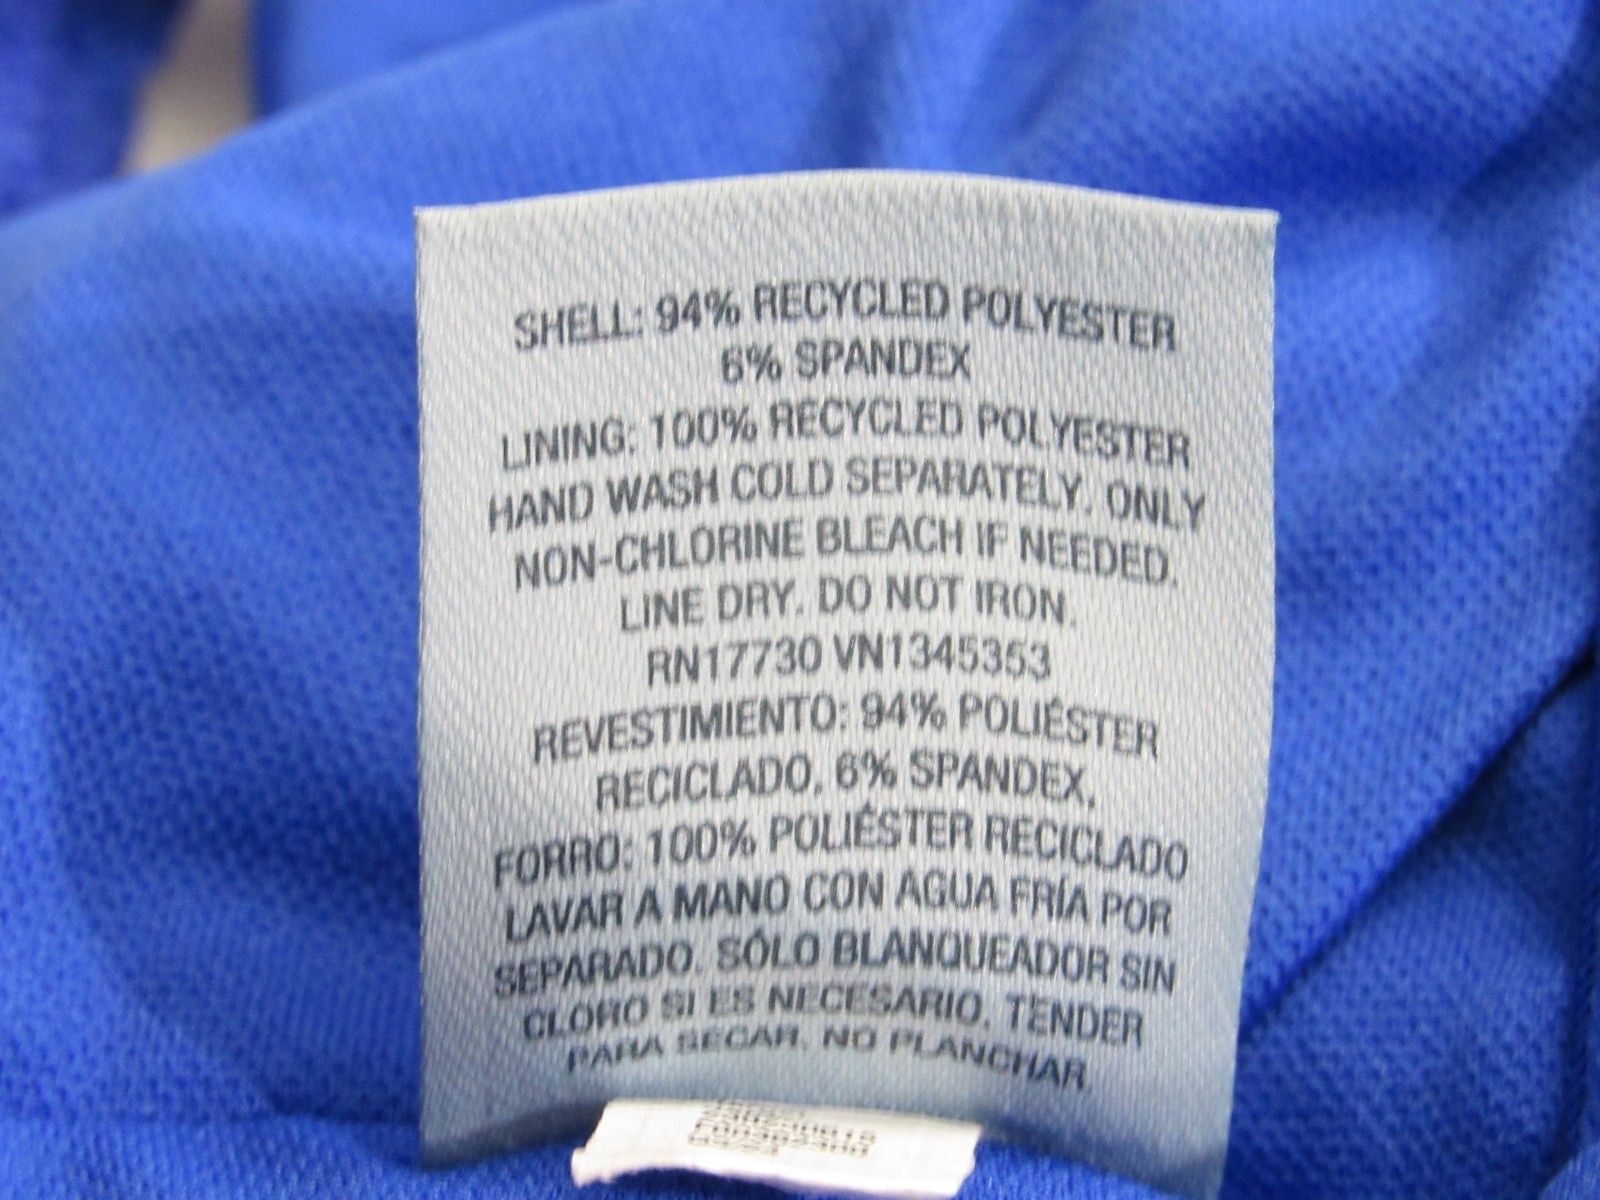 SHELL: 94% RECYCLED POLYESTER
6% SPANDEX
LINING: 100% RECYCLED POLYESTER
HAND WASH COLD SEPARATELY. ONLY
NON-CHLORINE BLEACH IF NEEDED.
LINE DRY. DO NOT IRON.
RN17730 VN1345353
REVESTIMIENTO: 94% POLIÉSTER
RECICLADO, 6% SPANDEX,
FORRO: 100% POLIÉSTER RECICLADO
LAVAR A MANO CON AGUA FRÍA POR
SEPARADO. SÓLO BLANQUEADOR SIN
CLORO SI ES NECESARIO. TENDER
PARA SECAR. NO PLANCHAR.